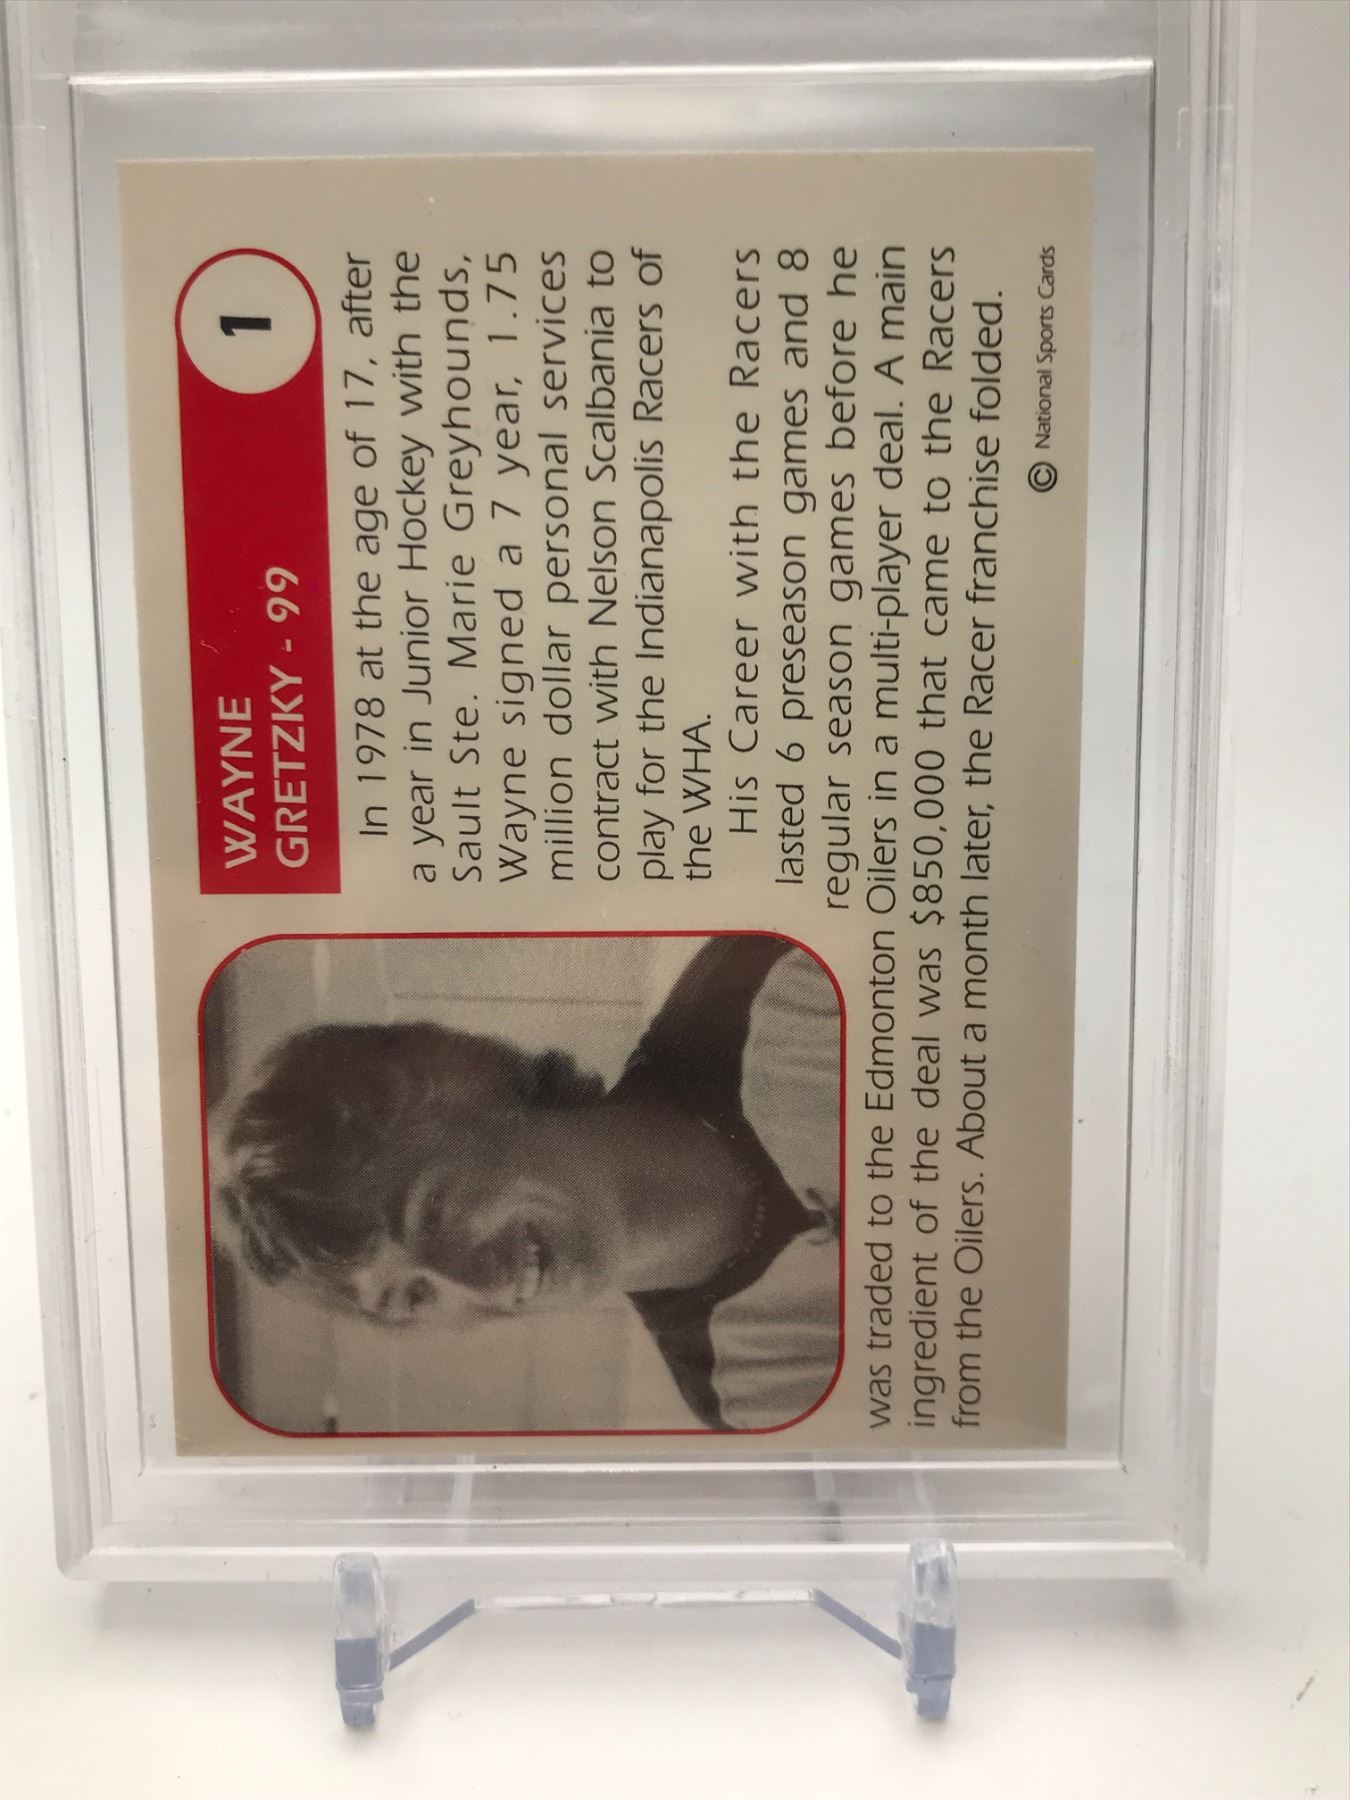 WAYNE
GRETZKY - 99
1
In 1978 at the age of 17, after
a year in Junior Hockey with the
Sault Ste. Marie Greyhounds,
Wayne signed a 7 year, 1.75
million dollar personal services
contract with Nelson Scalbania to
play for the Indianapolis Racers of
the WHA.
His Career with the Racers
lasted 6 preseason games and 8
regular season games before he
was traded to the Edmonton Oilers in a multi-player deal. A main
ingredient of the deal was $850,000 that came to the Racers
from the Oilers. About a month later, the Racer franchise folded.
© National Sports Cards